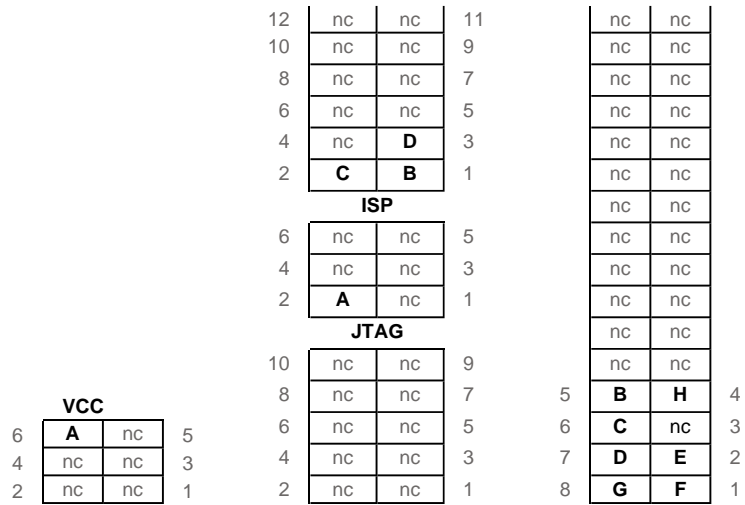 12 nc nc 11 nc nc
10 nc nc 9 nc nc
8 nc nc 7 nc nc
6 nc nc 5 nc nc
4 nc D 3 nc nc
2 C B 1 nc nc
ISP nc nc
6 nc nc 5 nc nc
4 nc nc 3 nc nc
2 A nc 1 nc nc
JTAG nc nc
10 nc nc 9 nc nc
VCC 8 nc nc 7 5 B H 4
6 A nc 5 6 nc nc 5 6 C nc 3
4 nc nc 3 4 nc nc 3 7 D E 2
2 nc nc 1 2 nc nc 1 8 G F 1